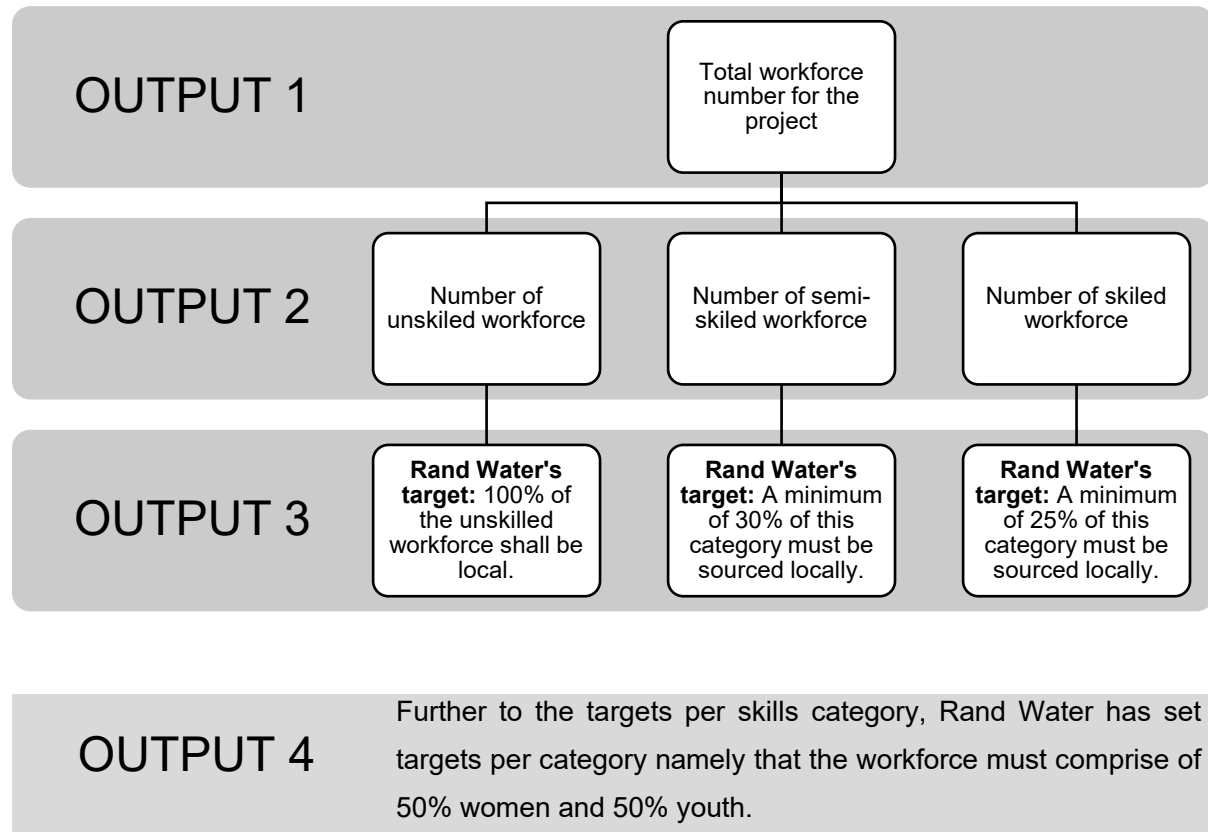 OUTPUT 1
Total workforce
number for the
project
OUTPUT 2
Number of
unskiled workforce
Number of semi-
skiled workforce
Number of skiled
workforce
OUTPUT 3
Rand Water's
target: 100% of
the unskilled
workforce shall be
local.
Rand Water's
target: A minimum
of 30% of this
category must be
sourced locally.
Rand Water's
target: A minimum
of 25% of this
category must be
sourced locally.
OUTPUT 4
Further to the targets per skills category, Rand Water has set
targets per category namely that the workforce must comprise of
50% women and 50% youth.